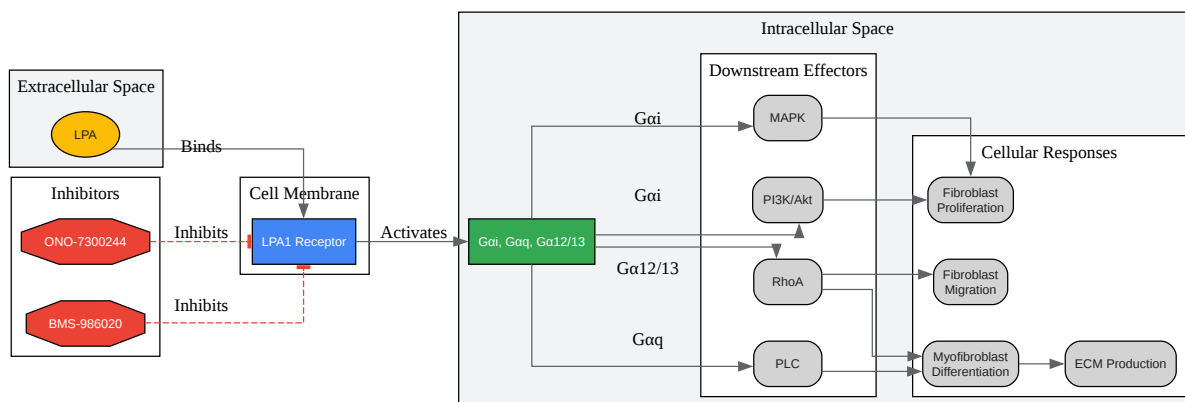 Intracellular Space
Extracellular Space
LPA
Binds
Inhibitors
ONO-7300244
Inhibits
BMS-986020
Inhibits
Cell Membrane
LPA1 Receptor
Activates
Gαi, Gαq, Gα12/13
Gαi
Gαi
Gα12/13
Gαq
Downstream Effectors
MAPK
PI3K/Akt
RhoA
PLC
Cellular Responses
Fibroblast
Proliferation
Fibroblast
Migration
Myofibroblast
Differentiation
ECM Production